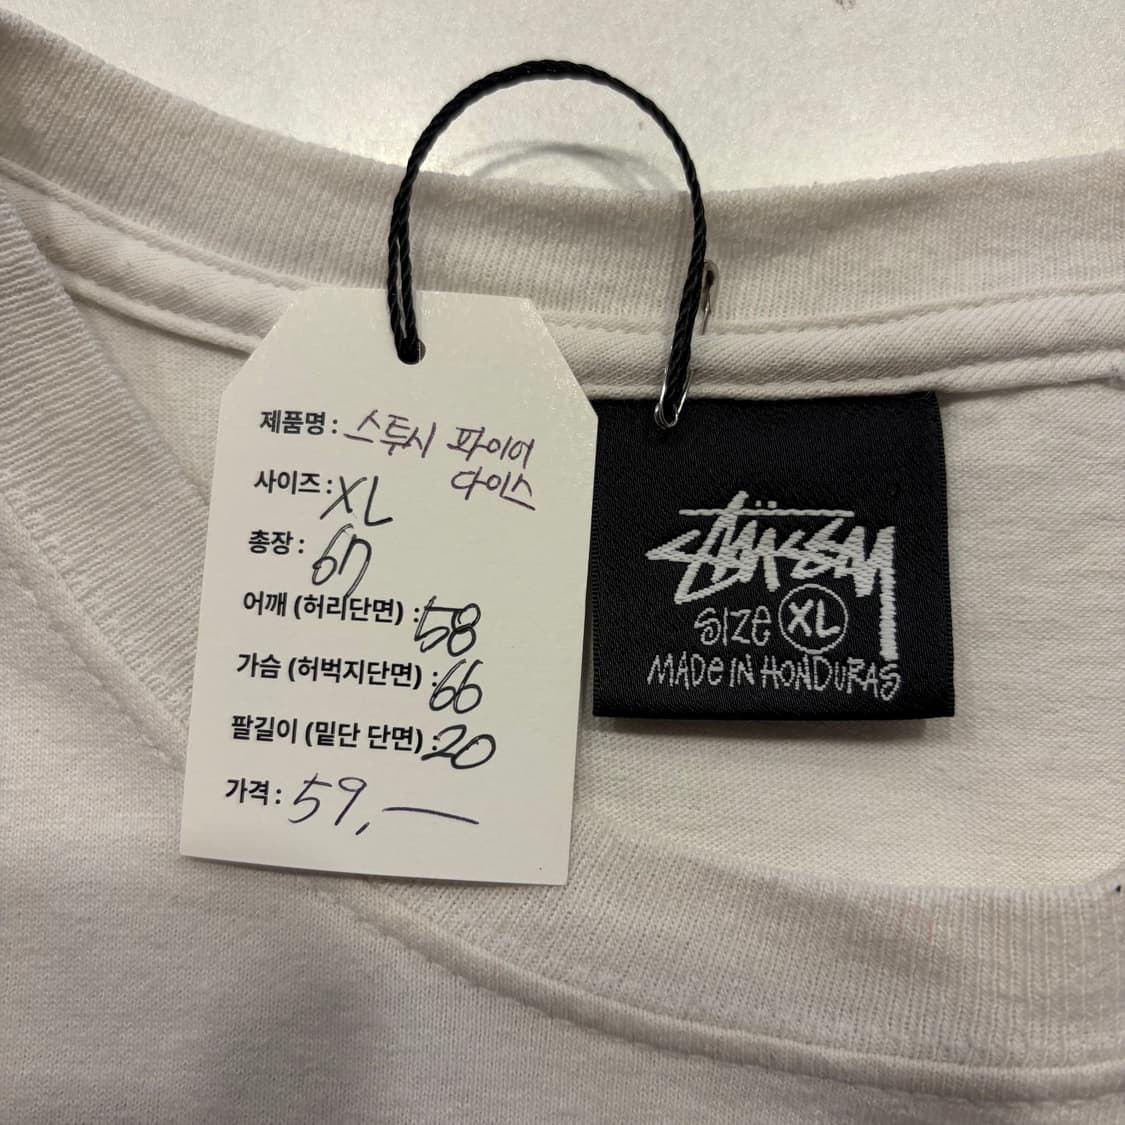 제품명 : 스투시 파이어
다이스
사이즈 : XL
총장 : 67
어깨 (허리단면) : 58
가슴 (허벅지단면) : 66
팔길이 (밑단 단면) : 20
가격 : 59,—
Stüssy
SIZE XL
MADE IN HONDURAS